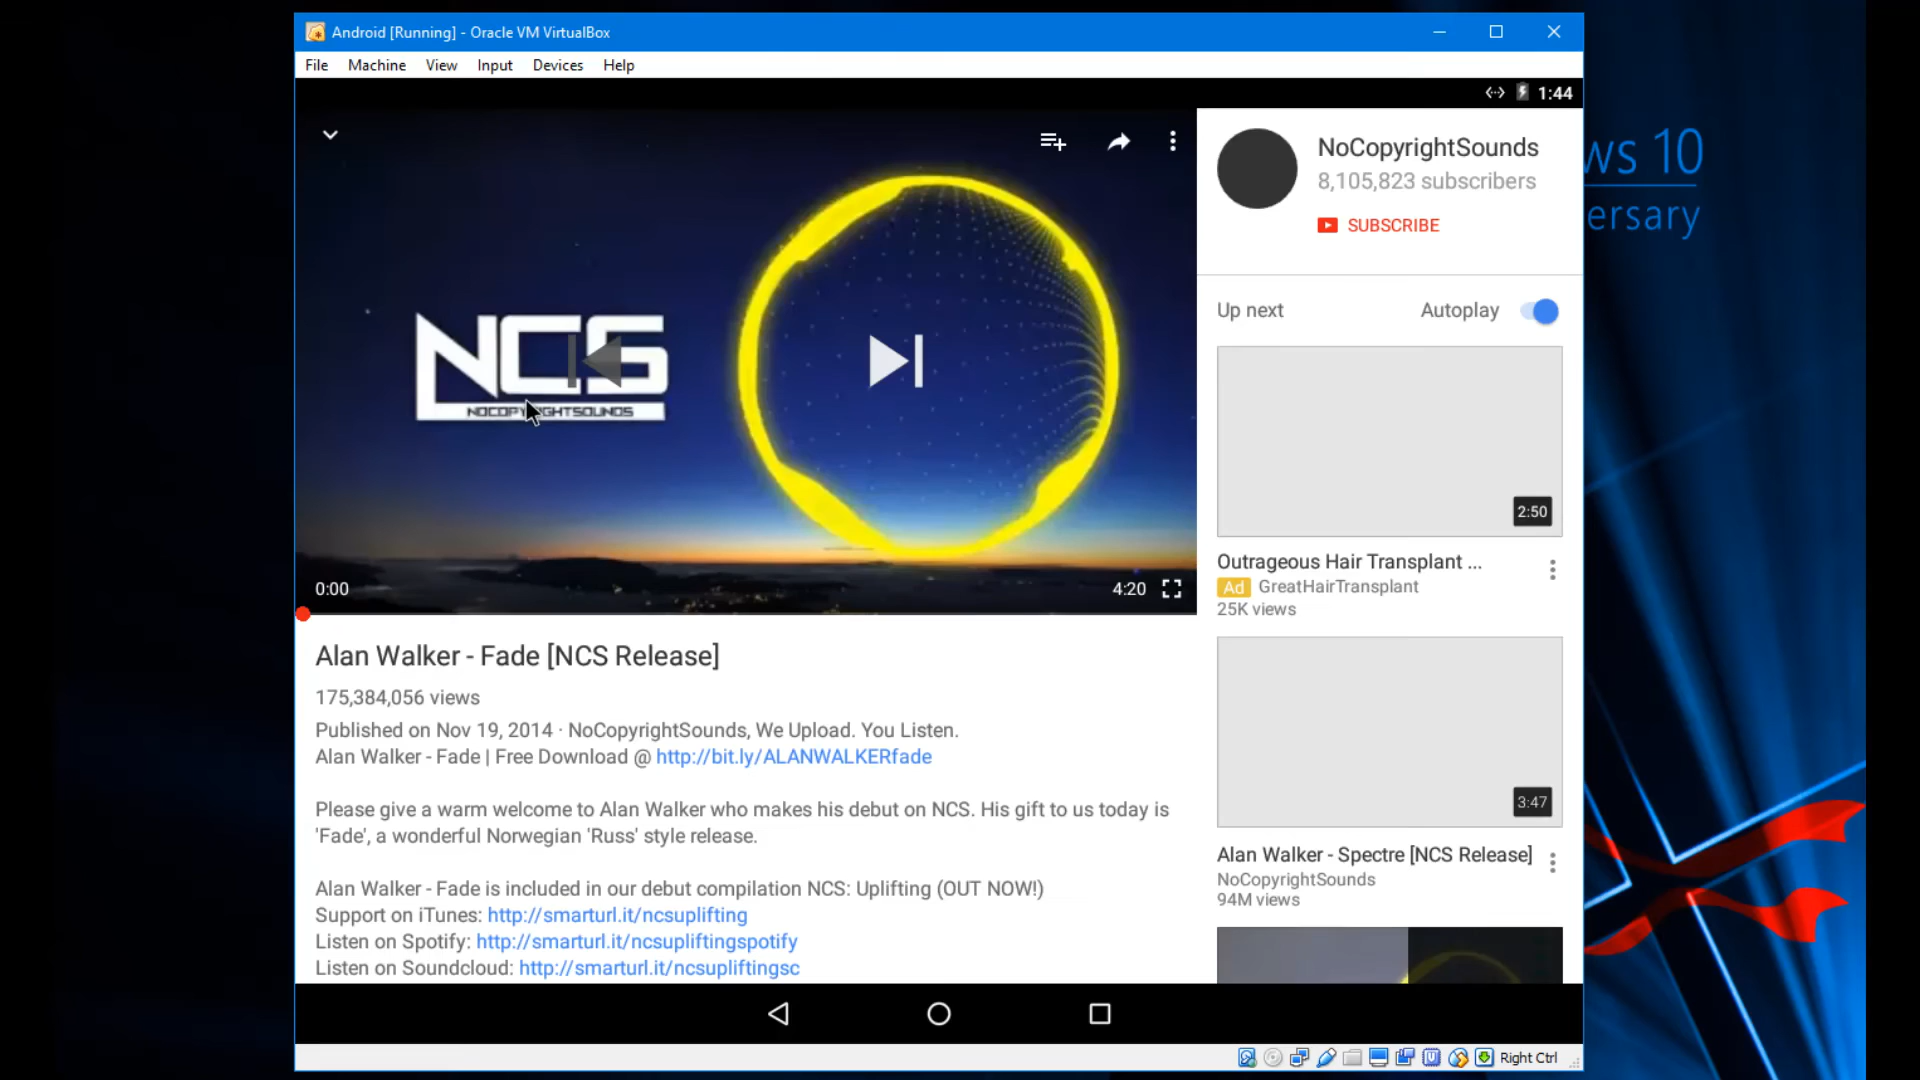 Android [Running] - Oracle VM VirtualBox
File Machine View Input Devices Help
1:44
NCS
NOCOPYRIGHTSOUNDS
0:00
4:20
NoCopyrightSounds
8,105,823 subscribers
SUBSCRIBE
Up next Autoplay
2:50
Outrageous Hair Transplant ...
Ad GreatHairTransplant
25K views
3:47
Alan Walker - Spectre [NCS Release]
NoCopyrightSounds
94M views
Alan Walker - Fade [NCS Release]
175,384,056 views
Published on Nov 19, 2014 · NoCopyrightSounds, We Upload. You Listen.
Alan Walker - Fade | Free Download @ http://bit.ly/ALANWALKERfade
Please give a warm welcome to Alan Walker who makes his debut on NCS. His gift to us today is
'Fade', a wonderful Norwegian 'Russ' style release.
Alan Walker - Fade is included in our debut compilation NCS: Uplifting (OUT NOW!)
Support on iTunes: http://smarturl.it/ncsuplifting
Listen on Spotify: http://smarturl.it/ncsupliftingspotify
Listen on Soundcloud: http://smarturl.it/ncsupliftingsc
Right Ctrl
ws 10
ersary